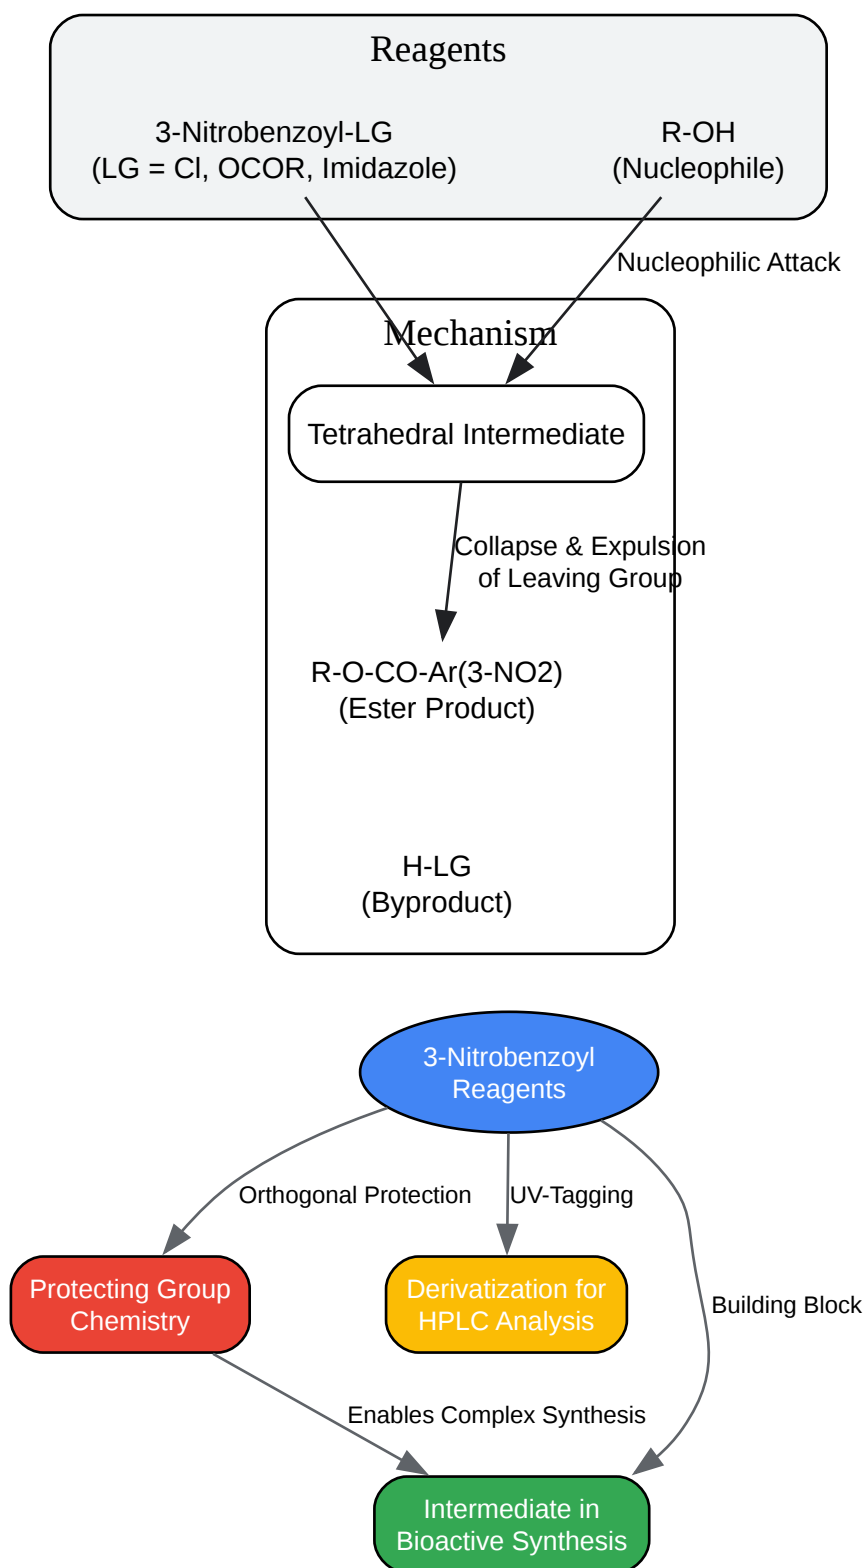 Reagents
3-Nitrobenzoyl-LG
(LG = Cl, OCOR, Imidazole)
R-OH
(Nucleophile)
Nucleophilic Attack
Mechanism
Tetrahedral Intermediate
Collapse & Expulsion
of Leaving Group
R-O-CO-Ar(3-NO2)
(Ester Product)
H-LG
(Byproduct)
3-Nitrobenzoyl
Reagents
Orthogonal Protection
UV-Tagging
Protecting Group
Chemistry
Derivatization for
HPLC Analysis
Building Block
Enables Complex Synthesis
Intermediate in
Bioactive Synthesis